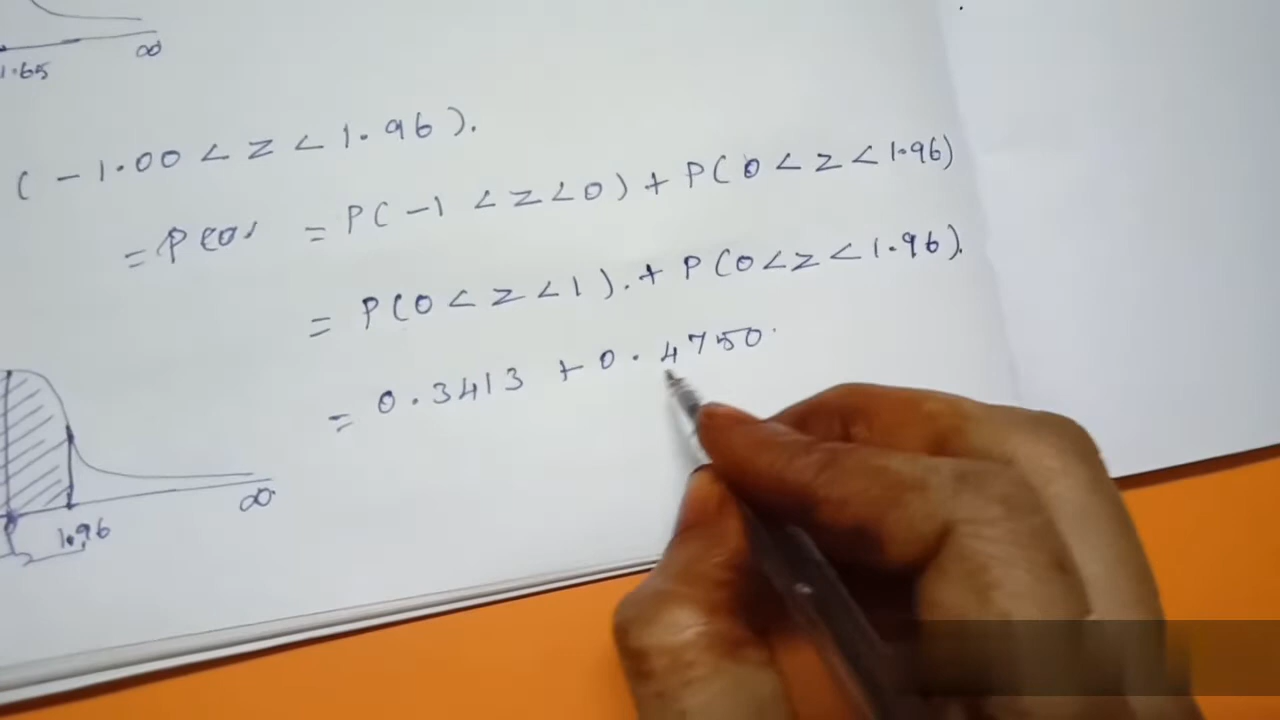 1.65 ∞
(-1.00 < z < 1.96).
= P(-1 < z < 0) + P(0 < z < 1.96)
= P(0 < z < 1). + P(0 < z < 1.96).
= 0.3413 + 0.4750
∞
1.96